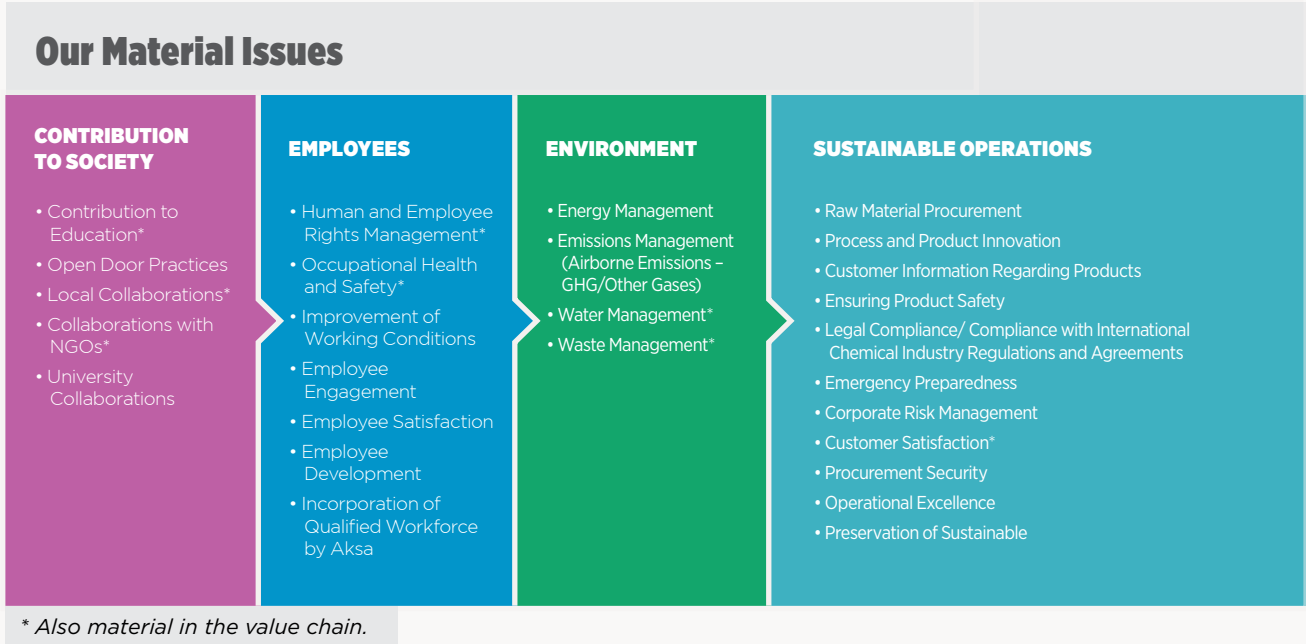 Our Material Issues
CONTRIBUTION
TO SOCIETY
• Contribution to
Education*
• Open Door Practices
• Local Collaborations*
• Collaborations with
NGOs*
• University
Collaborations
EMPLOYEES
• Human and Employee
Rights Management*
• Occupational Health
and Safety*
• Improvement of
Working Conditions
• Employee
Engagement
• Employee Satisfaction
• Employee
Development
• Incorporation of
Qualified Workforce
by Aksa
ENVIRONMENT
• Energy Management
• Emissions Management
(Airborne Emissions –
GHG/Other Gases)
• Water Management*
• Waste Management*
SUSTAINABLE OPERATIONS
• Raw Material Procurement
• Process and Product Innovation
• Customer Information Regarding Products
• Ensuring Product Safety
• Legal Compliance/ Compliance with International
Chemical Industry Regulations and Agreements
• Emergency Preparedness
• Corporate Risk Management
• Customer Satisfaction*
• Procurement Security
• Operational Excellence
• Preservation of Sustainable
* Also material in the value chain.